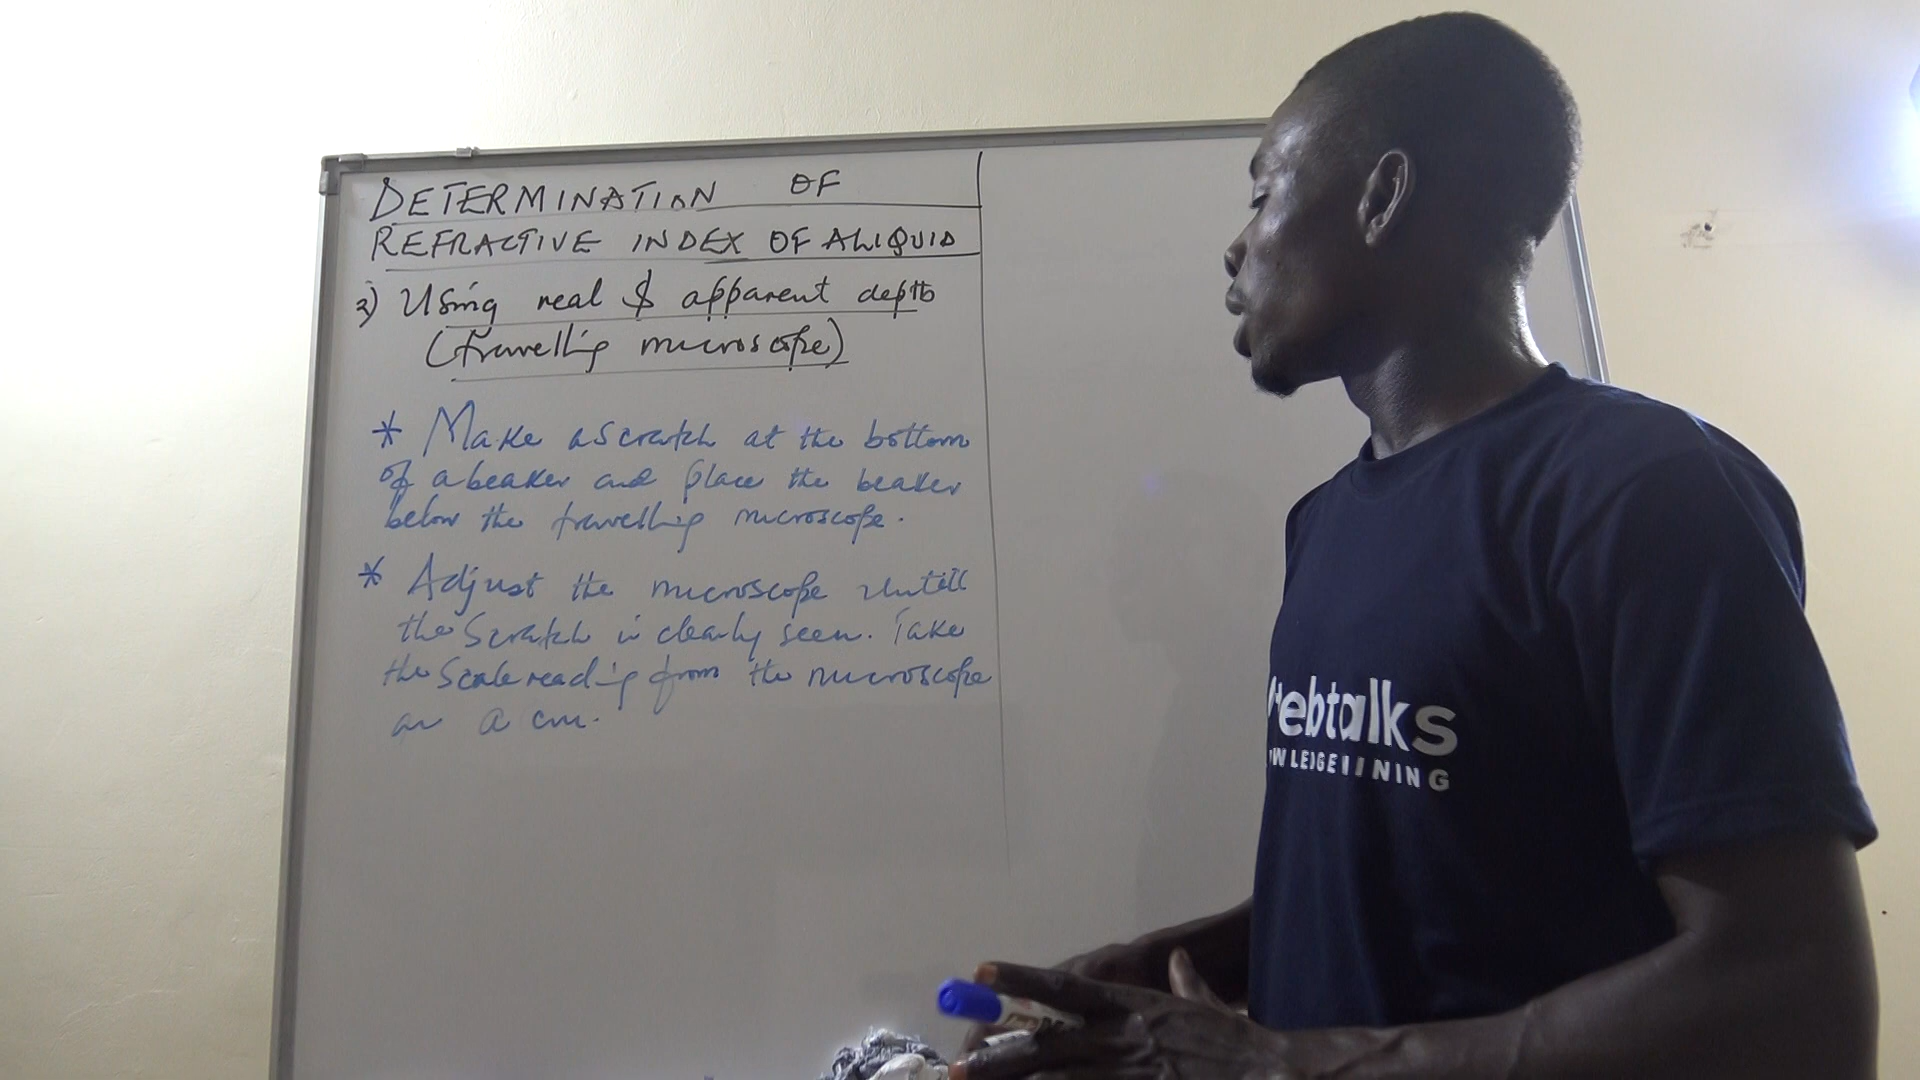 DETERMINATION OF
REFRACTIVE INDEX OF A LIQUID
3) Using real & apparent depth
(travelling microscope)
* Make a scratch at the bottom
of a beaker and place the beaker
below the travelling microscope.
* Adjust the microscope untill
the scratch is clearly seen. Take
the scale reading from the microscope
as a cm.
ebtalks